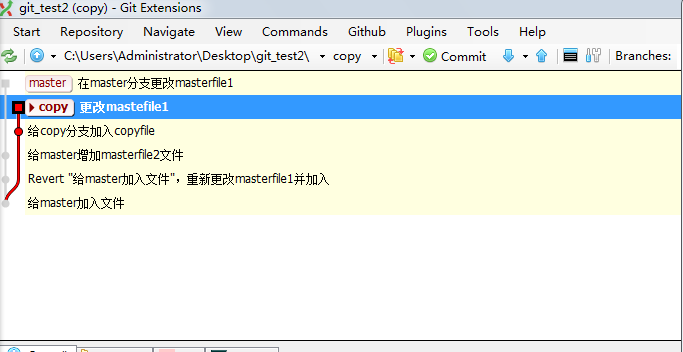 git_test2 (copy) - Git Extensions
Start Repository Navigate View Commands Github Plugins Tools Help
C:\Users\Administrator\Desktop\git_test2\ copy Commit Branches:
master 在master分支更改masterfile1
copy 更改mastefile1
给copy分支加入copyfile
给master增加masterfile2文件
Revert "给master加入文件"，重新更改masterfile1并加入
给master加入文件